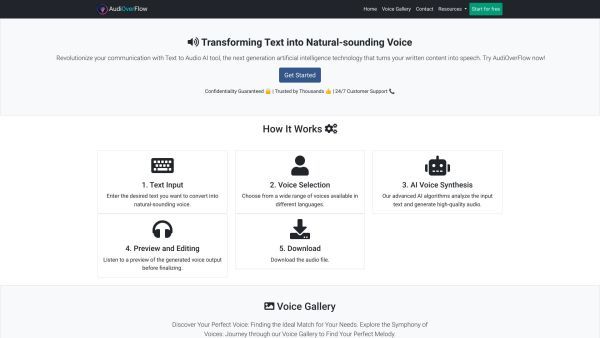 AudiOverFlow
Home Voice Gallery Contact Resources Start for free
Transforming Text into Natural-sounding Voice
Revolutionize your communication with Text to Audio AI tool, the next generation artificial intelligence technology that turns your written content into speech. Try AudiOverFlow now!
Get Started
Confidentiality Guaranteed 🔒 | Trusted by Thousands 👍 | 24/7 Customer Support 📞
How It Works
1. Text Input
Enter the desired text you want to convert into
natural-sounding voice.
2. Voice Selection
Choose from a wide range of voices available in
different languages.
3. AI Voice Synthesis
Our advanced AI algorithms analyze the input
text and generate high-quality audio.
4. Preview and Editing
Listen to a preview of the generated voice output
before finalizing.
5. Download
Download the audio file.
Voice Gallery
Discover Your Perfect Voice: Finding the Ideal Match for Your Needs. Explore the Symphony of
Voices: Journey through our Voice Gallery to Find Your Perfect Melody